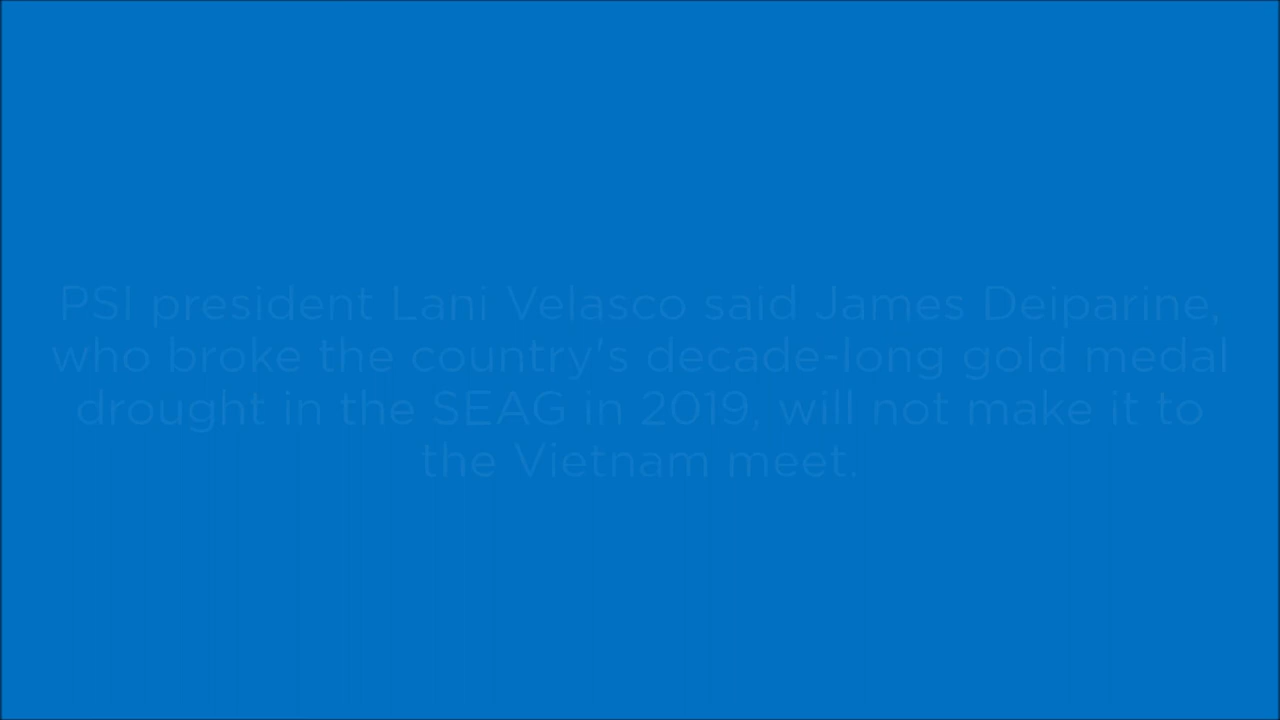 PSI president Lani Velasco said James Deiparine,
who broke the country's decade-long gold medal
drought in the SEAG in 2019, will not make it to
the Vietnam meet.